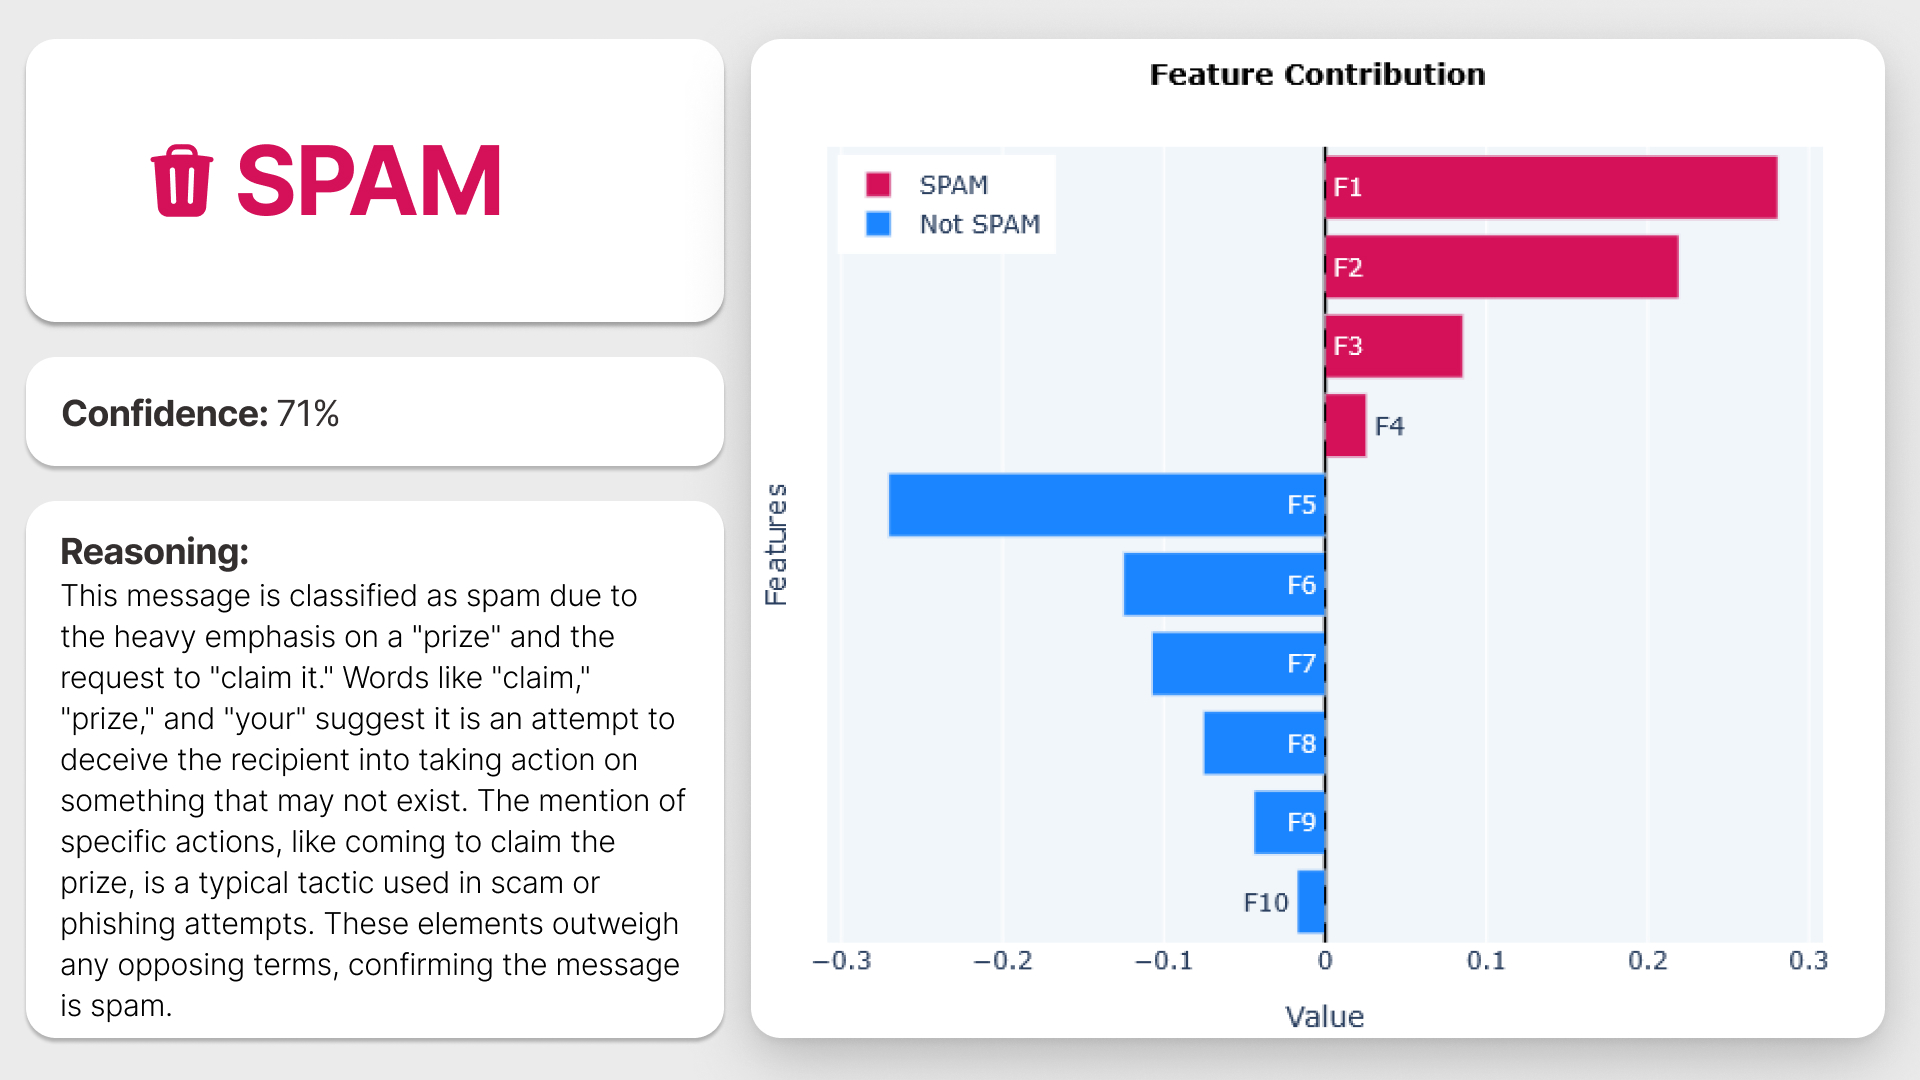 SPAM
Confidence: 71%
Reasoning:
This message is classified as spam due to
the heavy emphasis on a "prize" and the
request to "claim it." Words like "claim,"
"prize," and "your" suggest it is an attempt to
deceive the recipient into taking action on
something that may not exist. The mention of
specific actions, like coming to claim the
prize, is a typical tactic used in scam or
phishing attempts. These elements outweigh
any opposing terms, confirming the message
is spam.
Feature Contribution
SPAM
Not SPAM
Features
F1
F2
F3
F4
F5
F6
F7
F8
F9
F10
−0.3 −0.2 −0.1 0 0.1 0.2 0.3
Value